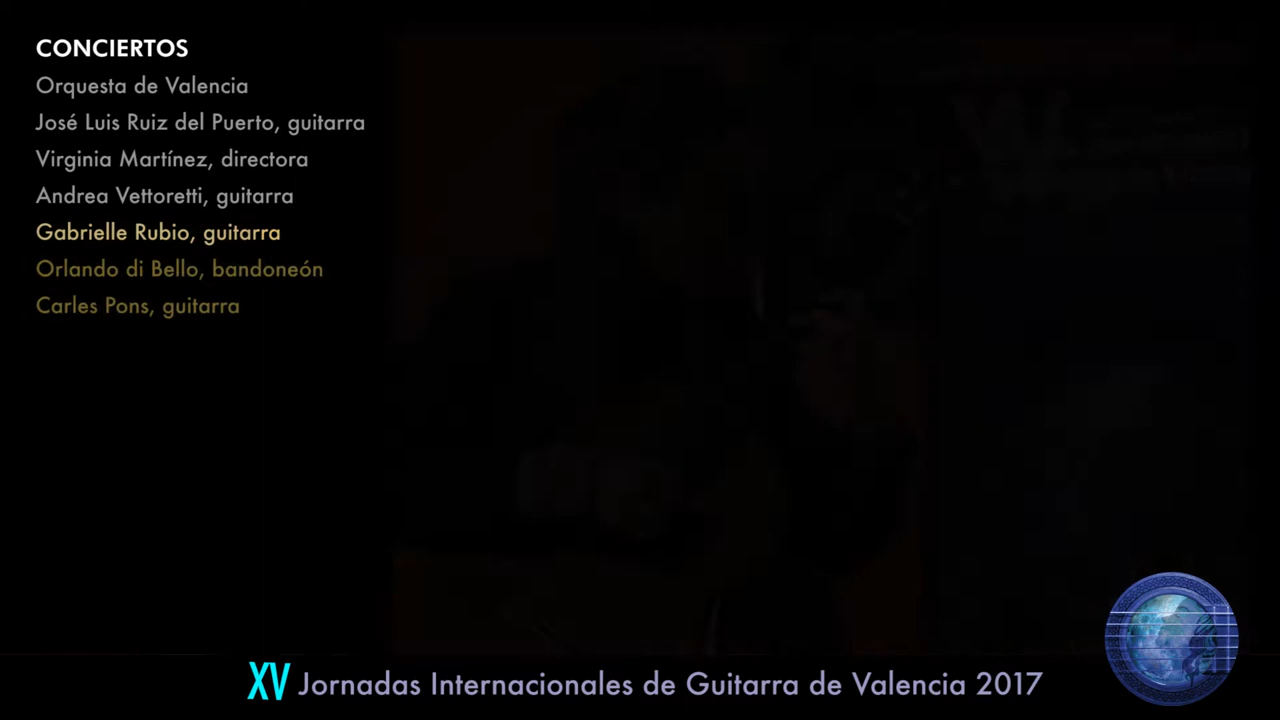 CONCIERTOS
Orquesta de Valencia
José Luis Ruiz del Puerto, guitarra
Virginia Martínez, directora
Andrea Vettoretti, guitarra
Gabrielle Rubio, guitarra
Orlando di Bello, bandoneón
Carles Pons, guitarra
XV Jornadas Internacionales de Guitarra de Valencia 2017